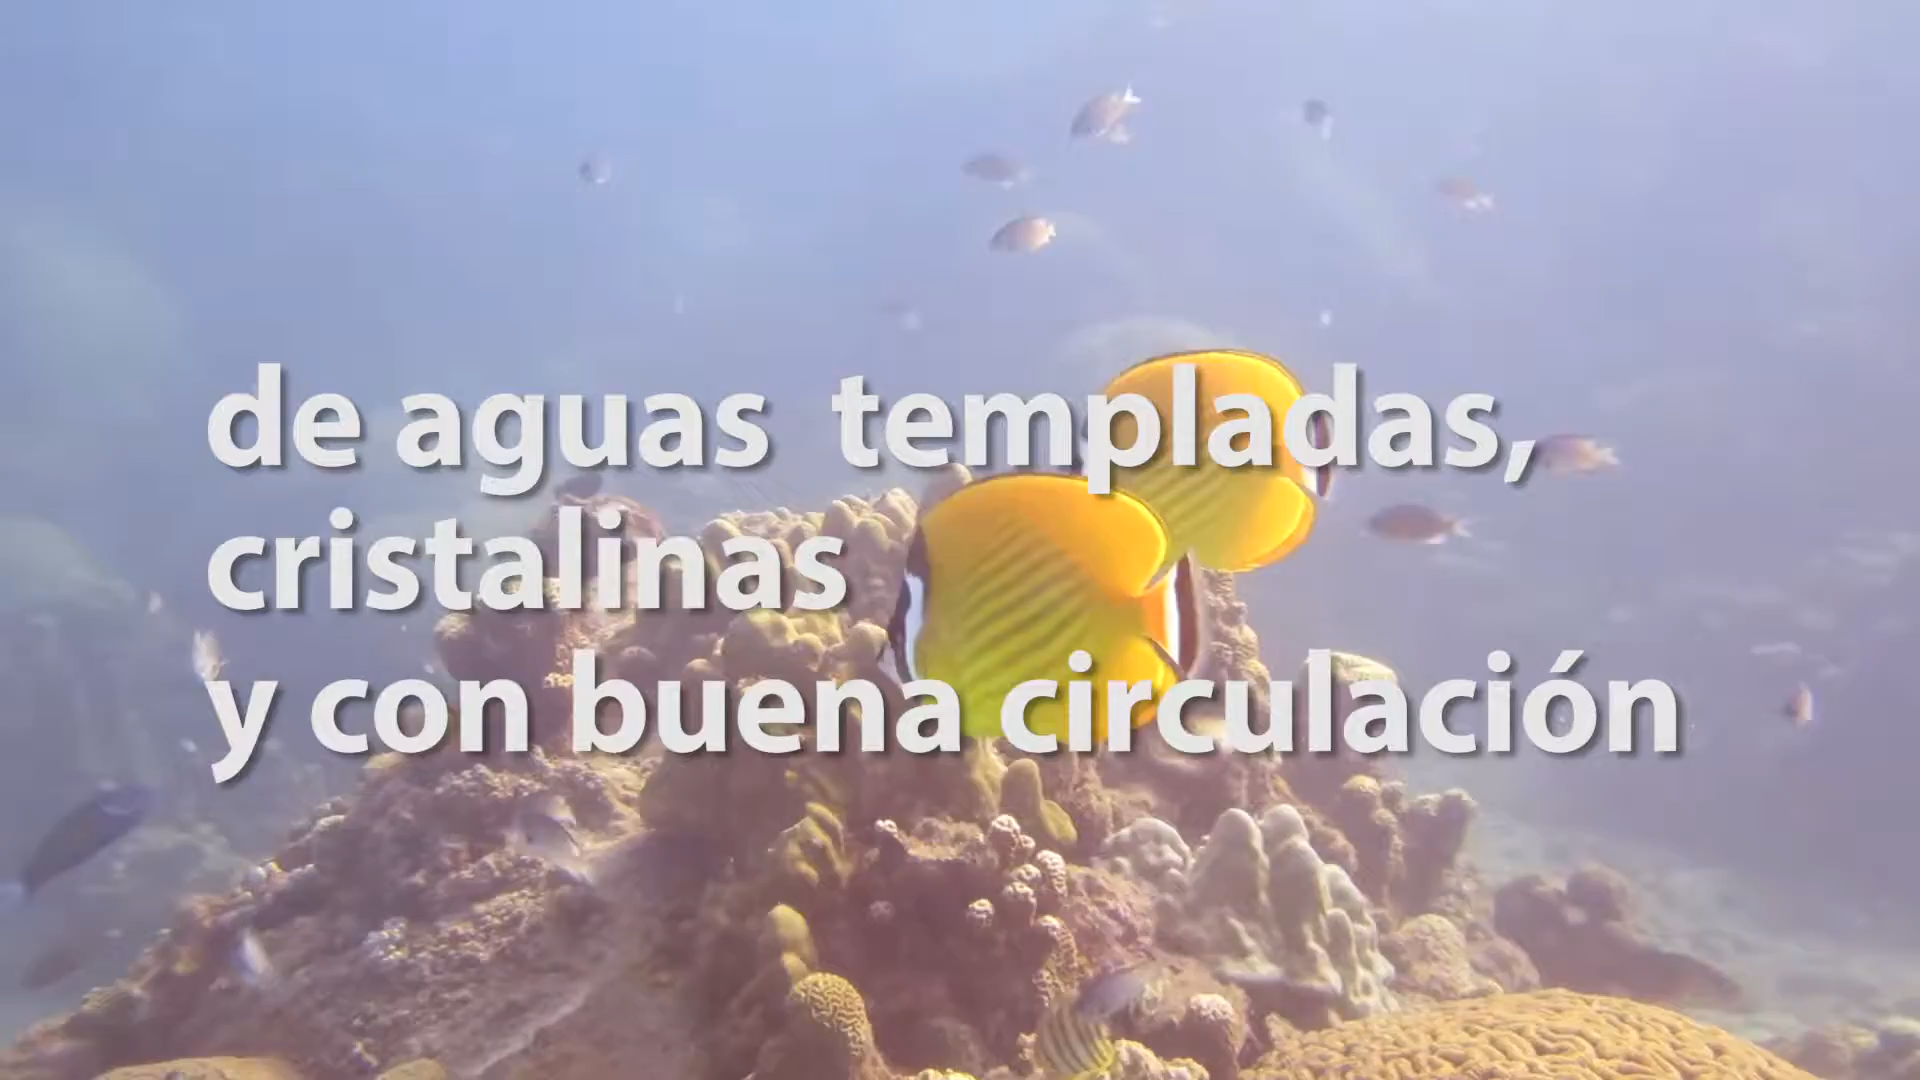 de aguas  templadas,
cristalinas
y con buena circulación